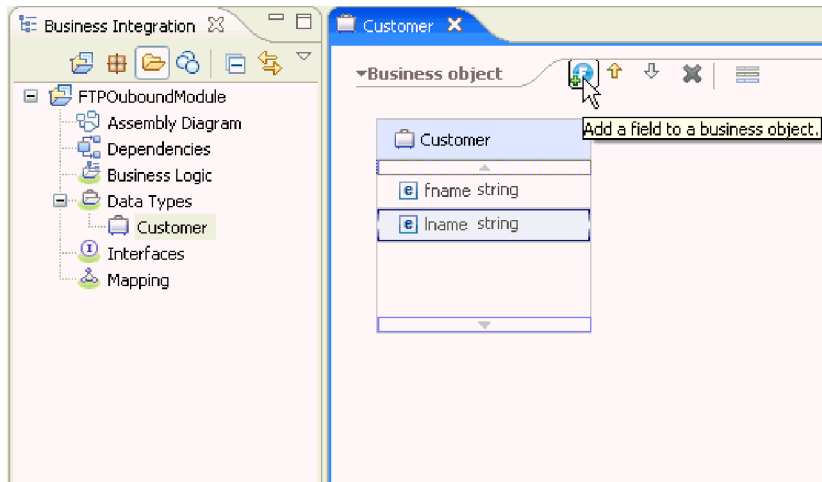 Business Integration
FTPOuboundModule
Assembly Diagram
Dependencies
Business Logic
Data Types
Customer
Interfaces
Mapping
Customer
Business object
Add a field to a business object.
Customer
e fname string
e lname string